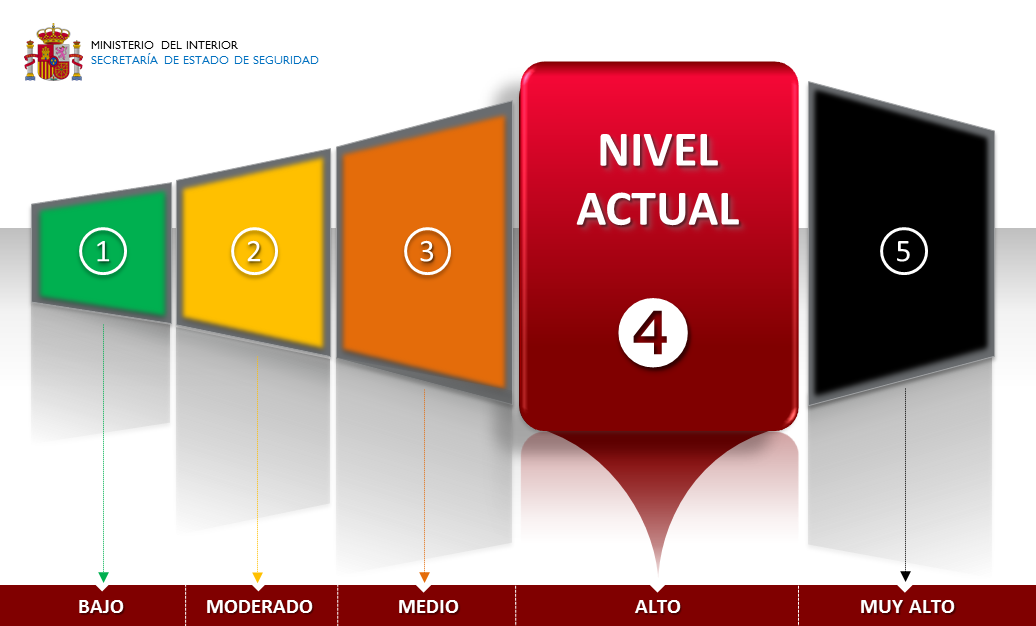 MINISTERIO DEL INTERIOR
SECRETARÍA DE ESTADO DE SEGURIDAD
NIVEL
ACTUAL
1
2
3
4
5
BAJO
MODERADO
MEDIO
ALTO
MUY ALTO